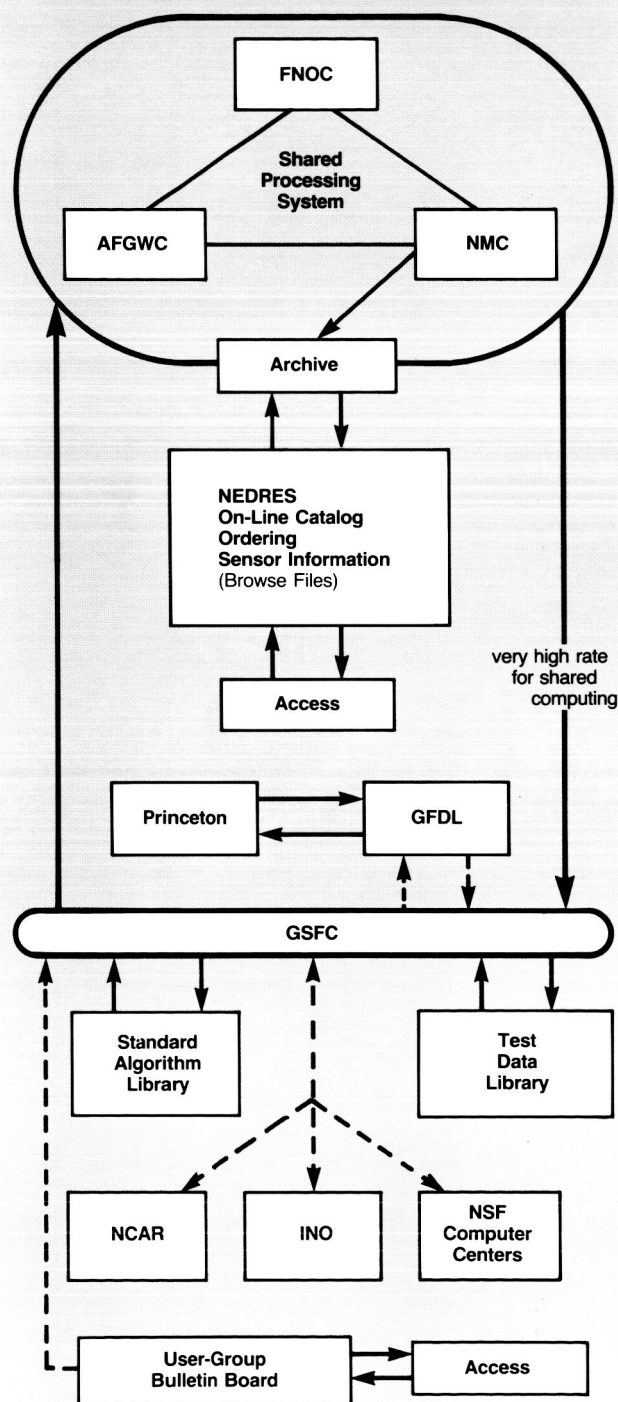 FNOC
Shared
Processing
System
AFGWC
NMC
Archive
NEDRES
On-Line Catalog
Ordering
Sensor Information
(Browse Files)
very high rate
for shared
computing
Access
Princeton
GFDL
GSFC
Standard
Algorithm
Library
Test
Data
Library
NCAR
INO
NSF
Computer
Centers
User-Group
Bulletin Board
Access